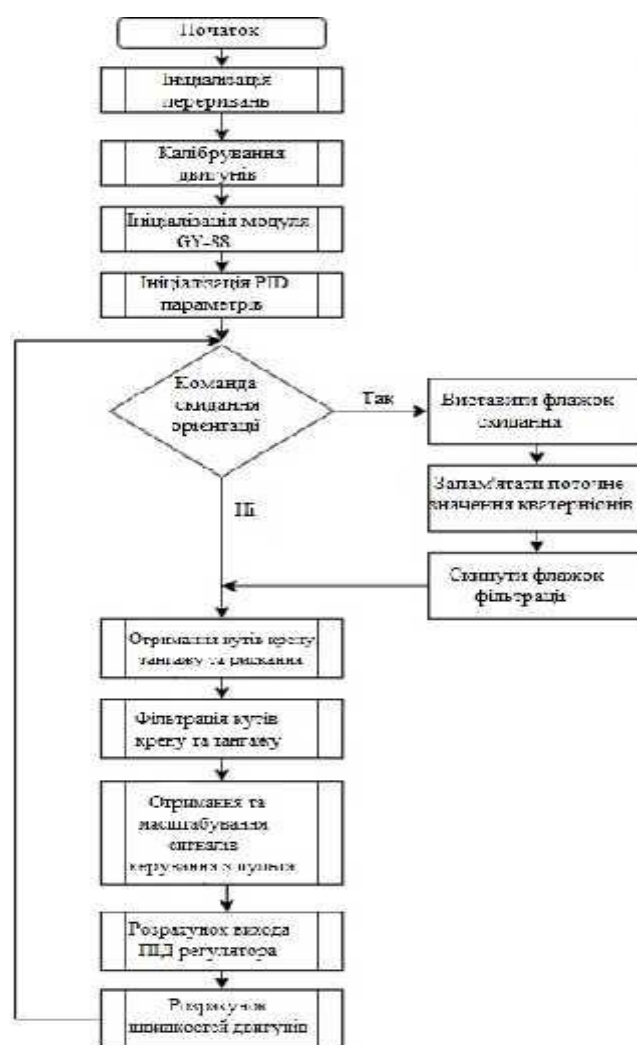 Початок
Ініціалізація
переривань
Калібрування
двигунів
Ініціалізація модуля
GY-88
Ініціалізація PID
параметрів
Команда
скидання
орієнтації
Так
Виставити флажок
скидання
Запам'ятати поточне
значення кватерніонів
Ні
Скинути флажок
фільтрації
Отримання кутів крену
тангажу та рискання
Фільтрація кутів
крену та тангажу
Отримання та
масштабування
сигналів
керування з пульта
Розрахунок вихода
ПІД регулятора
Розрахунок
швидкостей двигунів